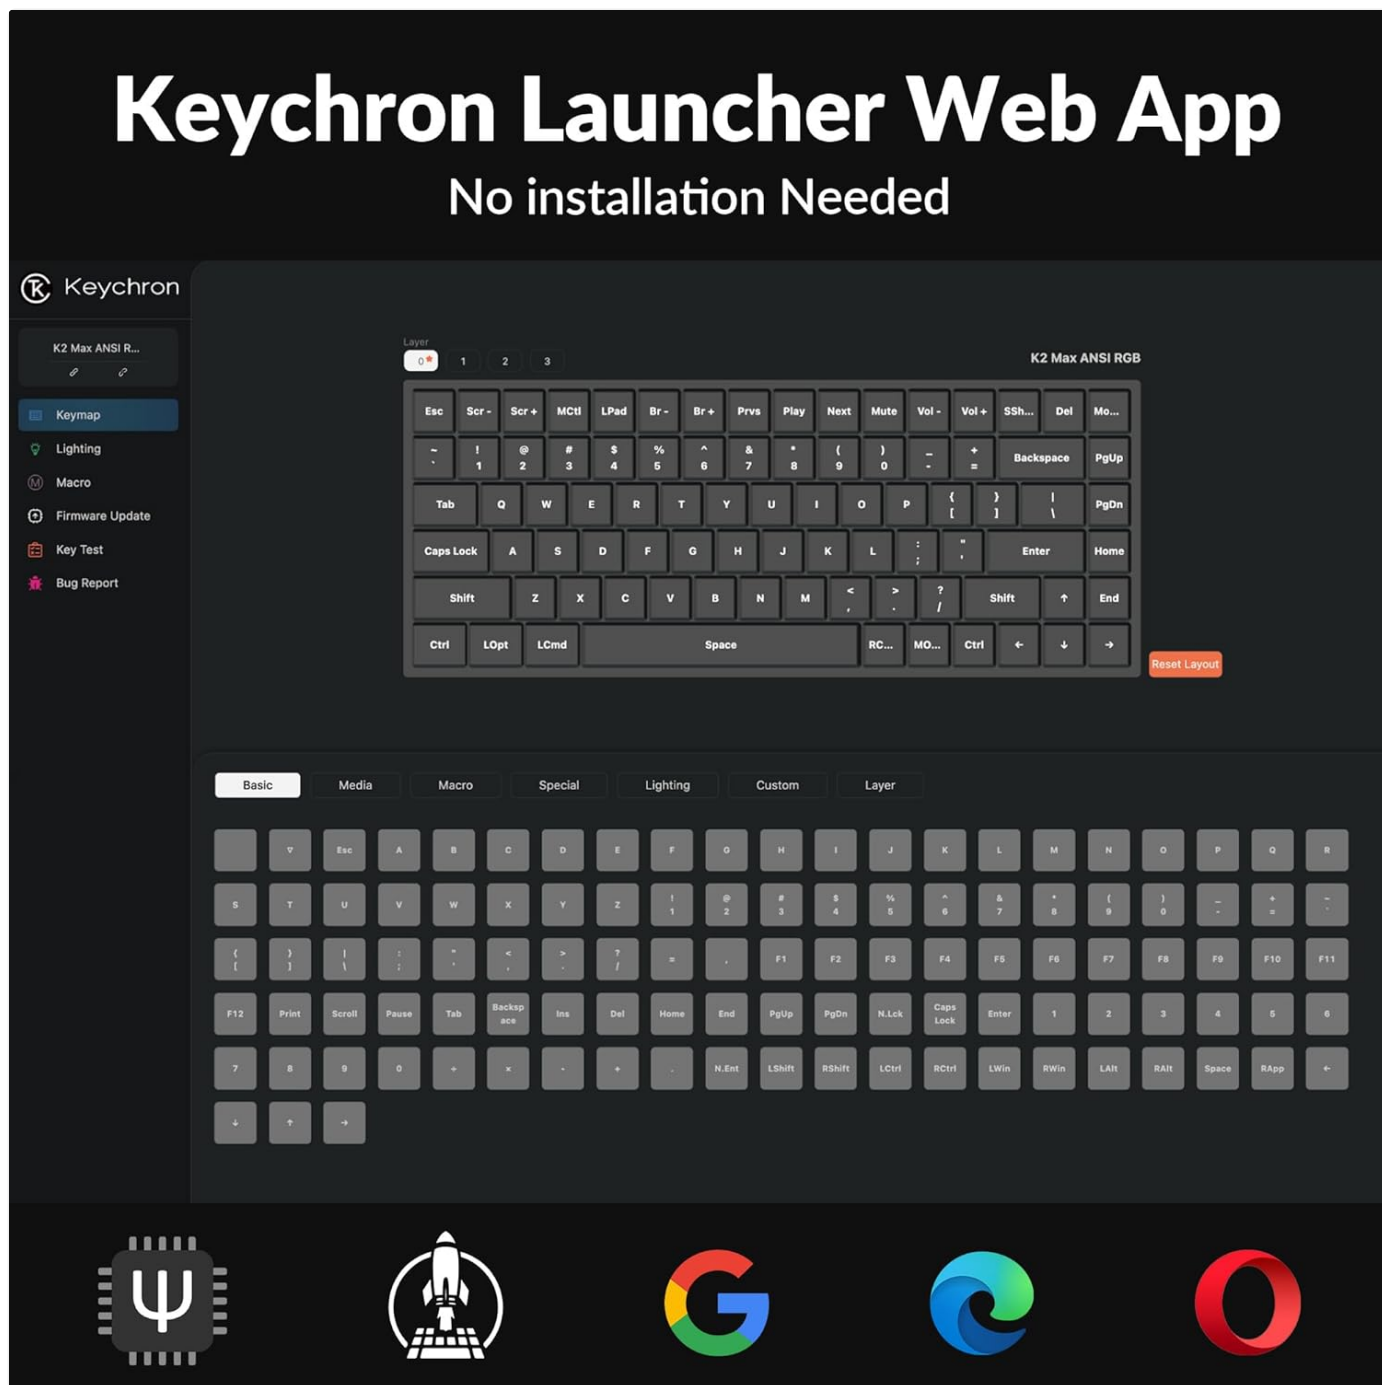 Keychron Launcher Web App
No installation Needed
Keychron
K2 Max ANSI R...
Keymap
Lighting
Macro
Firmware Update
Key Test
Bug Report
Layer
0 1 2 3
K2 Max ANSI RGB
Esc Scr - Scr + MCtl LPad Br - Br + Prvs Play Next Mute Vol - Vol + SSh... Del Mo...
~ ! @ # $ % ^ & * ( ) _ +
` 1 2 3 4 5 6 7 8 9 0 - = Backspace PgUp
Tab Q W E R T Y U I O P { } | PgDn
[ ] \
Caps Lock A S D F G H J K L : " Enter Home
; '
Shift Z X C V B N M < > ? Shift ↑ End
, . /
Ctrl LOpt LCmd Space RC... MO... Ctrl ← ↓ →
Reset Layout
Basic Media Macro Special Lighting Custom Layer
▽ Esc A B C D E F G H I J K L M N O P Q R
S T U V W X Y Z ! @ # $ % ^ & * ( ) _ + ~
1 2 3 4 5 6 7 8 9 0 - = `
{ } | : " < > ? = , F1 F2 F3 F4 F5 F6 F7 F8 F9 F10 F11
[ ] \ ; ' , . /
F12 Print Scroll Pause Tab Backsp Ins Del Home End PgUp PgDn N.Lck Caps Enter 1 2 3 4 5 6
ace Lock
7 8 9 0 ÷ × - + . N.Ent LShift RShift LCtrl RCtrl LWin RWin LAlt RAlt Space RApp ←
↓ ↑ →